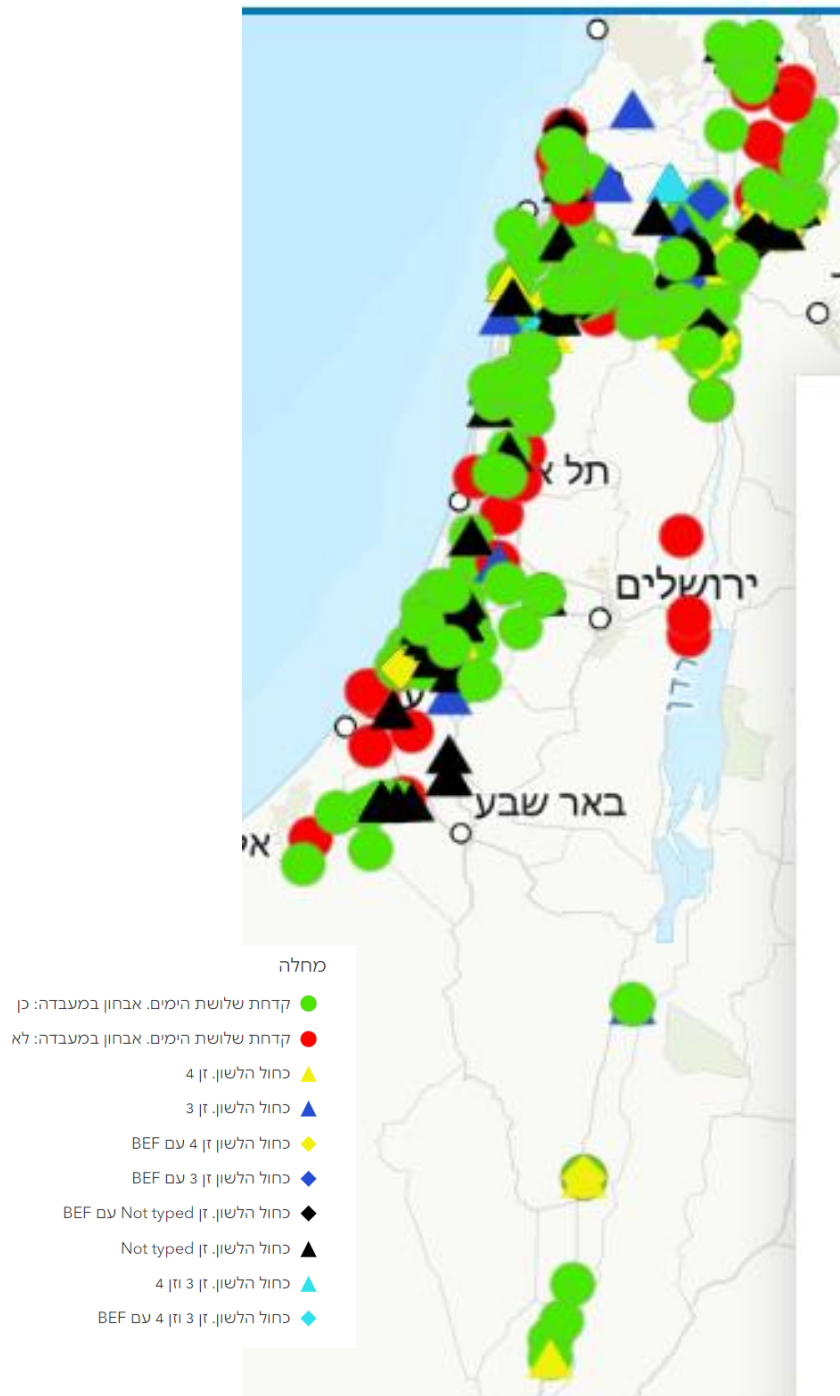 תל א
ירושלים
באר שבע
מחלה
קדחת שלושת הימים. אבחון במעבדה: כן
קדחת שלושת הימים. אבחון במעבדה: לא
כחול הלשון. זן 4
כחול הלשון. זן 3
כחול הלשון זן 4 עם BEF
כחול הלשון זן 3 עם BEF
כחול הלשון. זן Not typed עם BEF
כחול הלשון. זן Not typed
כחול הלשון. זן 3 וזן 4
כחול הלשון. זן 3 וזן 4 עם BEF